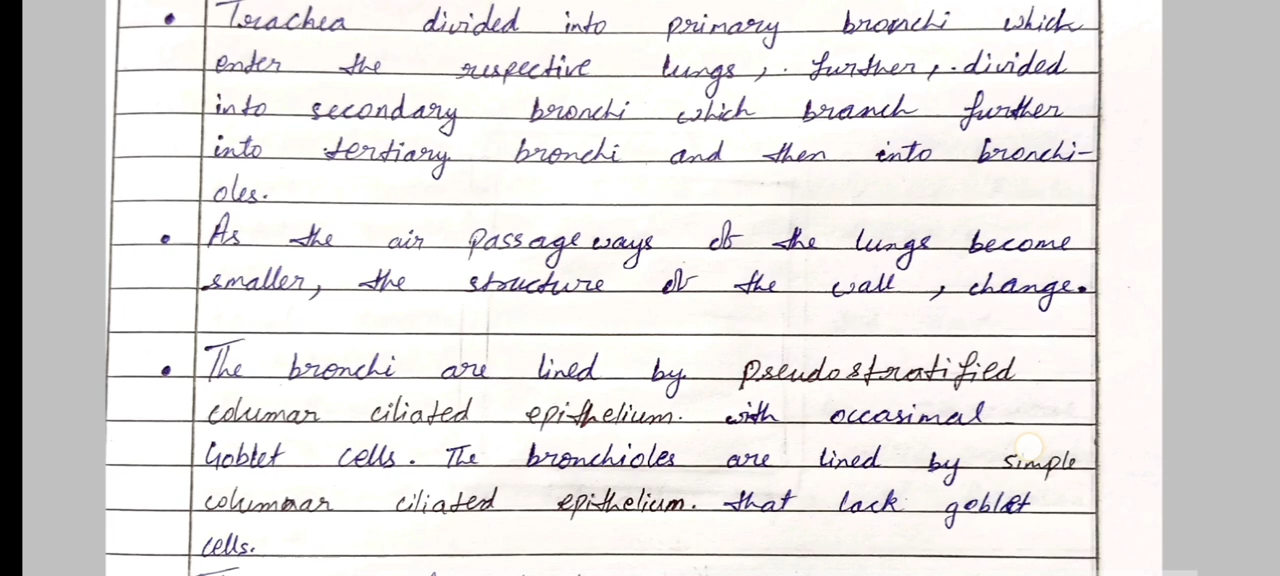 • Trachea divided into primary bronchi which
enter the respective lungs, . further, . divided
into secondary bronchi which branch further
into tertiary bronchi and then into bronchi-
oles.
• As the air passageways of the lungs become
smaller, the structure of the wall, change.
• The bronchi are lined by pseudostratified
columar ciliated epithelium. with occasimal
Goblet cells. The bronchioles are lined by simple
columnar ciliated epithelium. that lack goblet
cells.